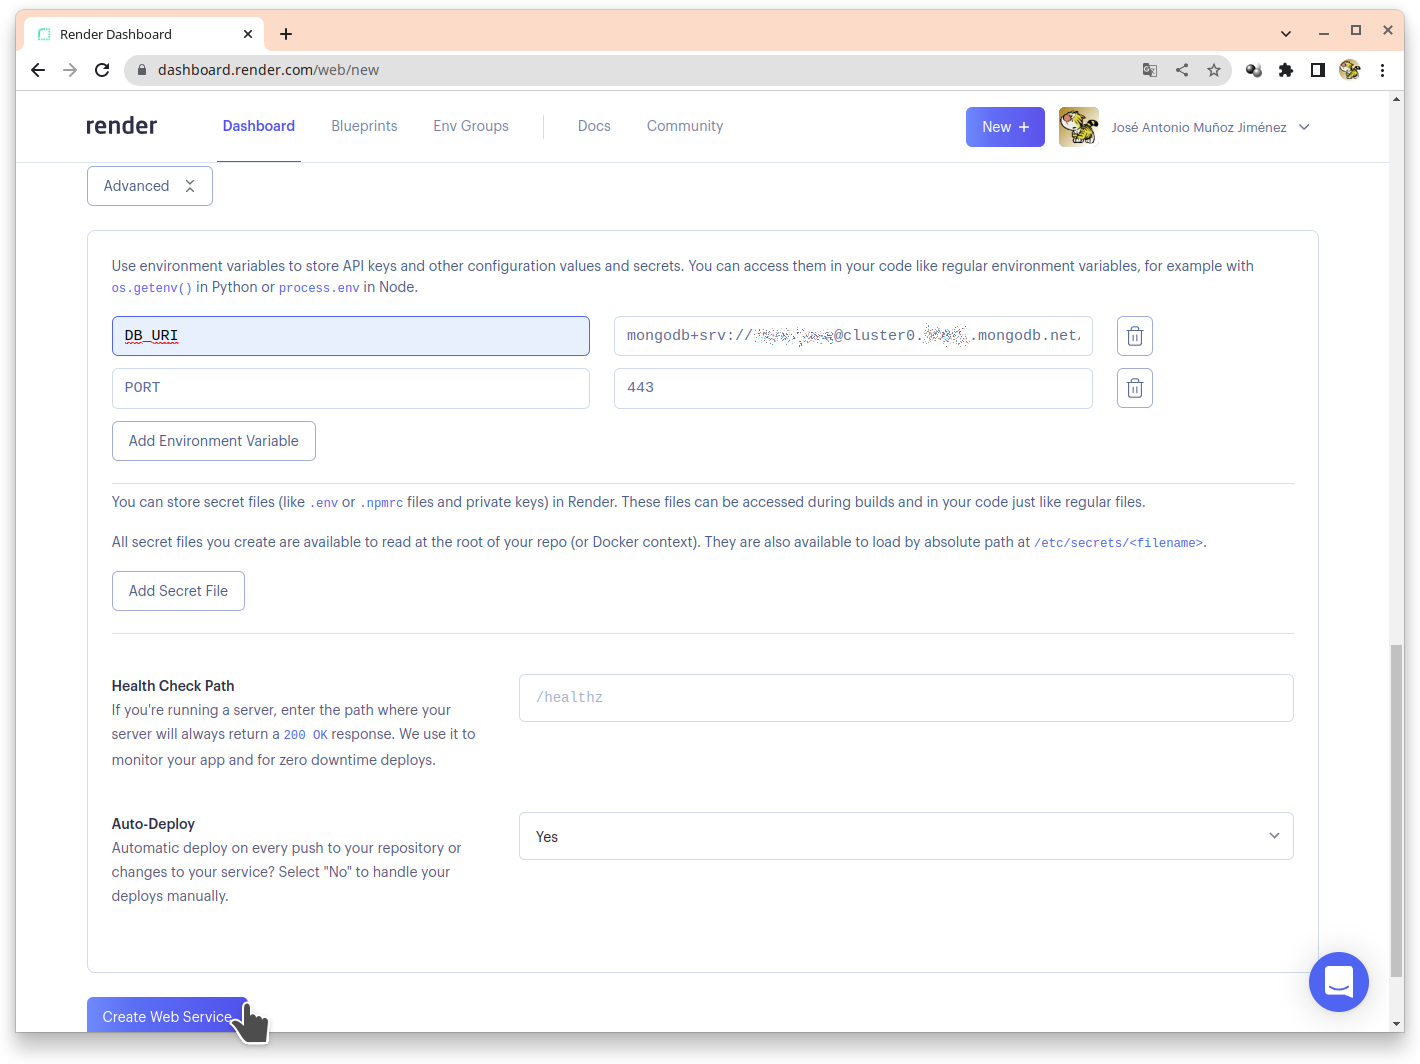 Render Dashboard
dashboard.render.com/web/new
render
Dashboard
Blueprints
Env Groups
Docs
Community
New +
José Antonio Muñoz Jiménez
Advanced
Use environment variables to store API keys and other configuration values and secrets. You can access them in your code like regular environment variables, for example with
os.getenv() in Python or process.env in Node.
DB_URI
mongodb+srv:// @cluster0. .mongodb.net/
PORT
443
Add Environment Variable
You can store secret files (like .env or .npmrc files and private keys) in Render. These files can be accessed during builds and in your code just like regular files.
All secret files you create are available to read at the root of your repo (or Docker context). They are also available to load by absolute path at /etc/secrets/<filename>.
Add Secret File
Health Check Path
If you're running a server, enter the path where your
server will always return a 200 OK response. We use it to
monitor your app and for zero downtime deploys.
/healthz
Auto-Deploy
Automatic deploy on every push to your repository or
changes to your service? Select "No" to handle your
deploys manually.
Yes
Create Web Service